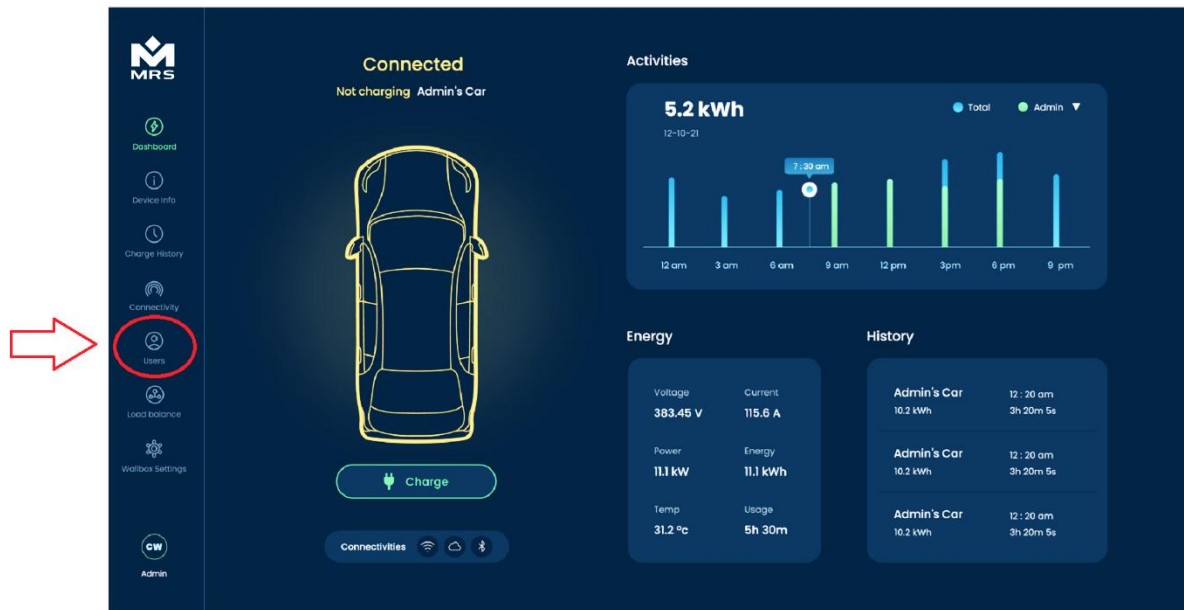 MRS
Dashboard
Device Info
Charge History
Connectivity
Users
Load balance
Wallbox Settings
CW
Admin
Connected
Not charging Admin's Car
Charge
Connectivities
Activities
5.2 kWh
12-10-21
Total
Admin ▼
7:30 am
12 am 3 am 6 am 9 am 12 pm 3pm 6 pm 9 pm
Energy
Voltage Current
383.45 V 115.6 A
Power Energy
11.1 kW 11.1 kWh
Temp Usage
31.2 ºc 5h 30m
History
Admin's Car 12:20 am
10.2 kWh 3h 20m 5s
Admin's Car 12:20 am
10.2 kWh 3h 20m 5s
Admin's Car 12:20 am
10.2 kWh 3h 20m 5s